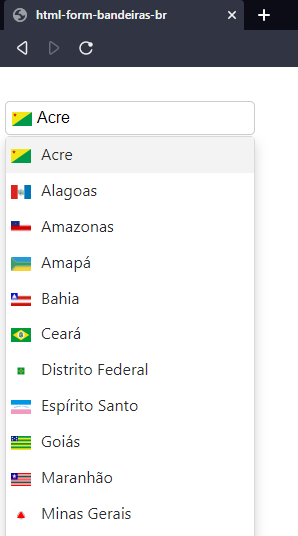 html-form-bandeiras-br
Acre
Acre
Alagoas
Amazonas
Amapá
Bahia
Ceará
Distrito Federal
Espírito Santo
Goiás
Maranhão
Minas Gerais